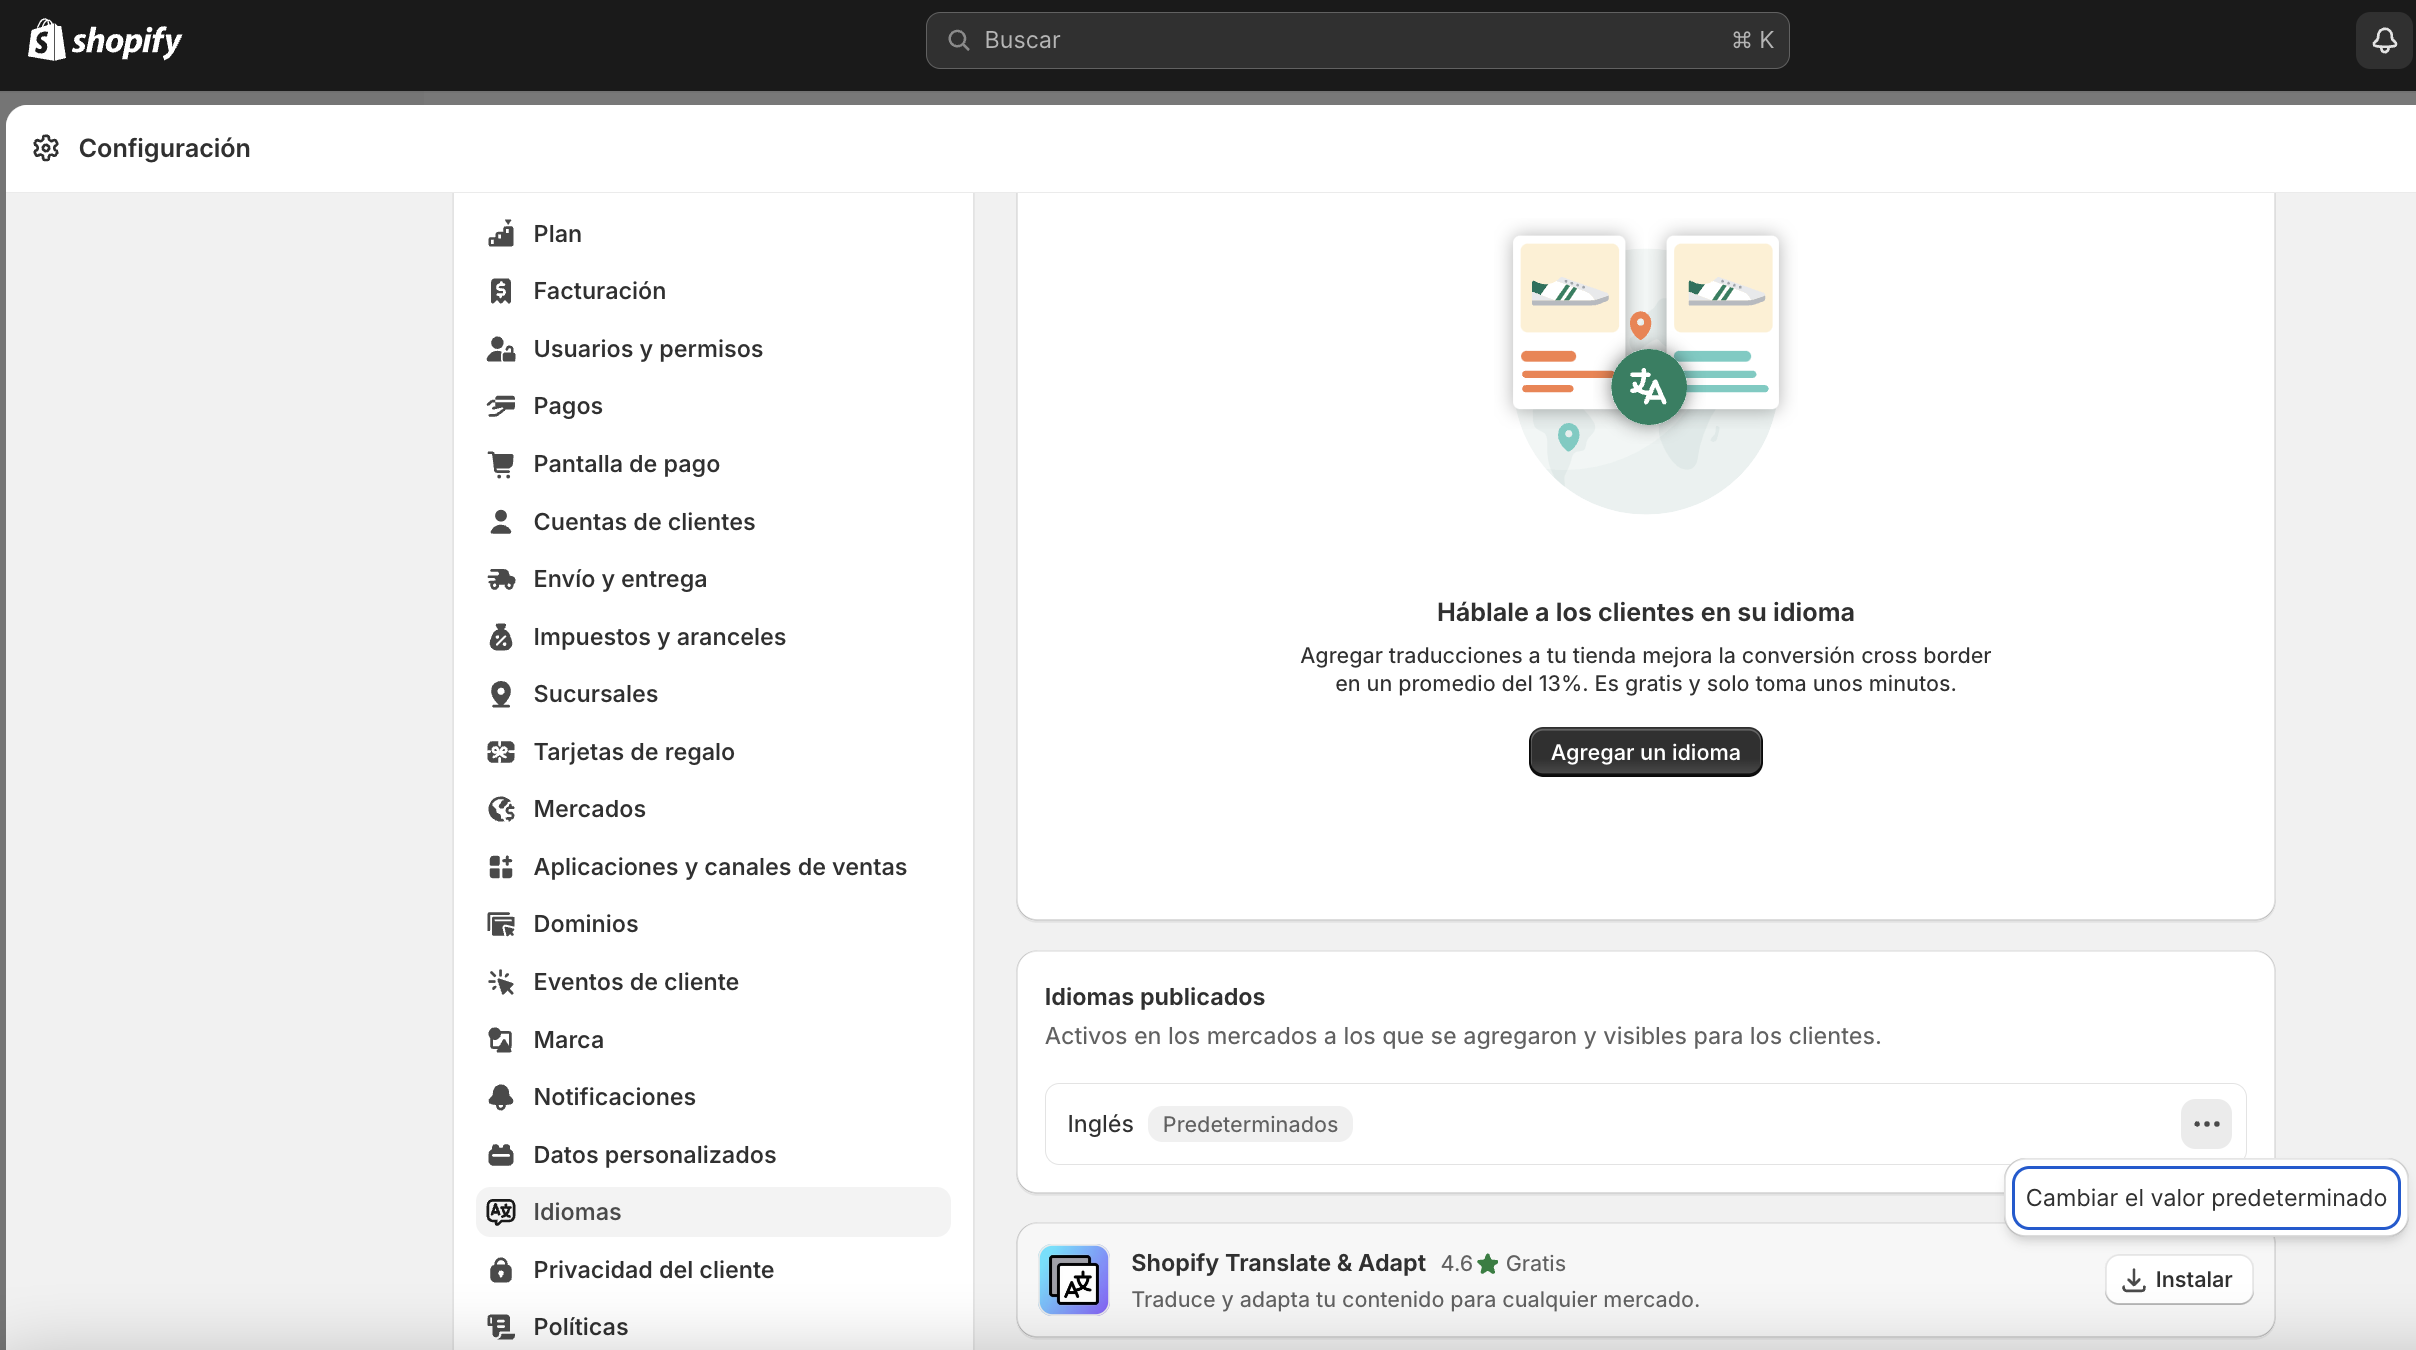 shopify
Buscar
⌘ K
Configuración
Plan
Facturación
Usuarios y permisos
Pagos
Pantalla de pago
Cuentas de clientes
Envío y entrega
Impuestos y aranceles
Sucursales
Tarjetas de regalo
Mercados
Aplicaciones y canales de ventas
Dominios
Eventos de cliente
Marca
Notificaciones
Datos personalizados
Idiomas
Privacidad del cliente
Políticas
Háblale a los clientes en su idioma
Agregar traducciones a tu tienda mejora la conversión cross border
en un promedio del 13%. Es gratis y solo toma unos minutos.
Agregar un idioma
Idiomas publicados
Activos en los mercados a los que se agregaron y visibles para los clientes.
Inglés Predeterminados
Cambiar el valor predeterminado
Shopify Translate & Adapt 4.6★ Gratis
Traduce y adapta tu contenido para cualquier mercado.
Instalar